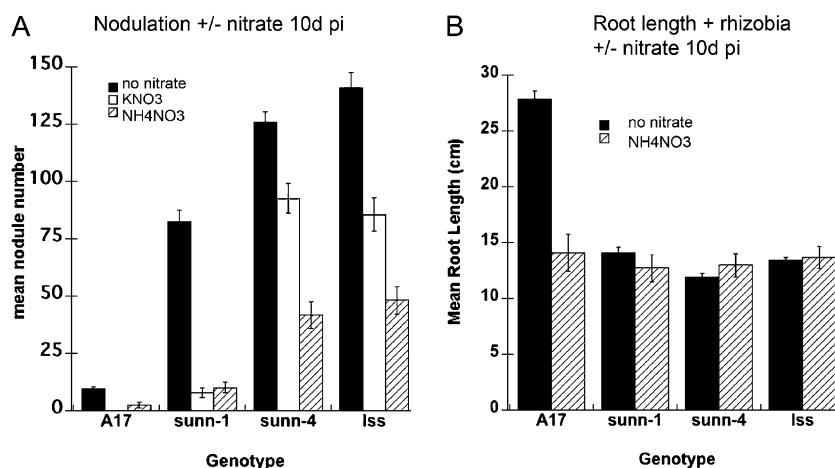 A
Nodulation +/- nitrate 10d pi
150
125
100
75
50
25
0
mean nodule number
no nitrate
KNO3
NH4NO3
A17
sunn-1
sunn-4
lss
Genotype
B
Root length + rhizobia
+/- nitrate 10d pi
30
25
20
15
10
5
0
Mean Root Length (cm)
no nitrate
NH4NO3
A17
sunn-1
sunn-4
lss
Genotype